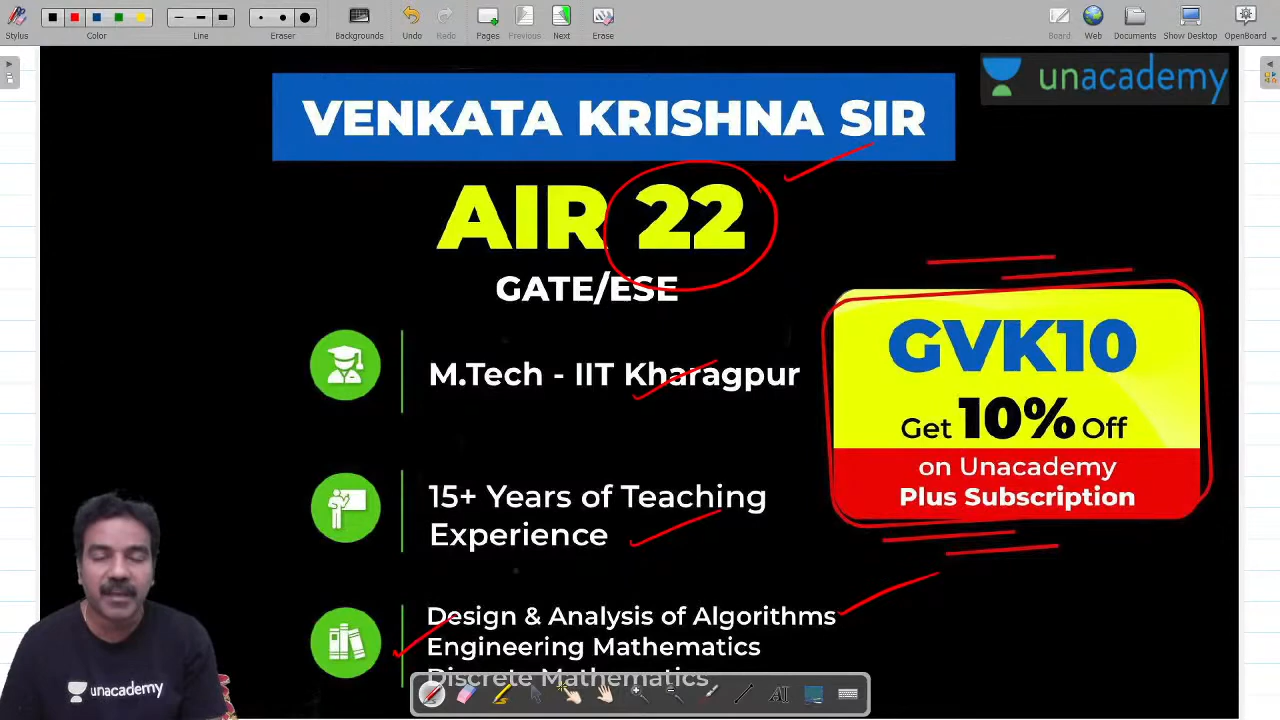 Stylus
Color
Line
Eraser
Backgrounds
Undo
Redo
Pages
Previous
Next
Erase
Board
Web
Documents
Show Desktop
OpenBoard
unacademy
VENKATA KRISHNA SIR
AIR 22
GATE/ESE
M.Tech - IIT Kharagpur
15+ Years of Teaching
Experience
Design & Analysis of Algorithms
Engineering Mathematics
Discrete Mathematics
GVK10
Get 10% Off
on Unacademy
Plus Subscription
unacademy
AI